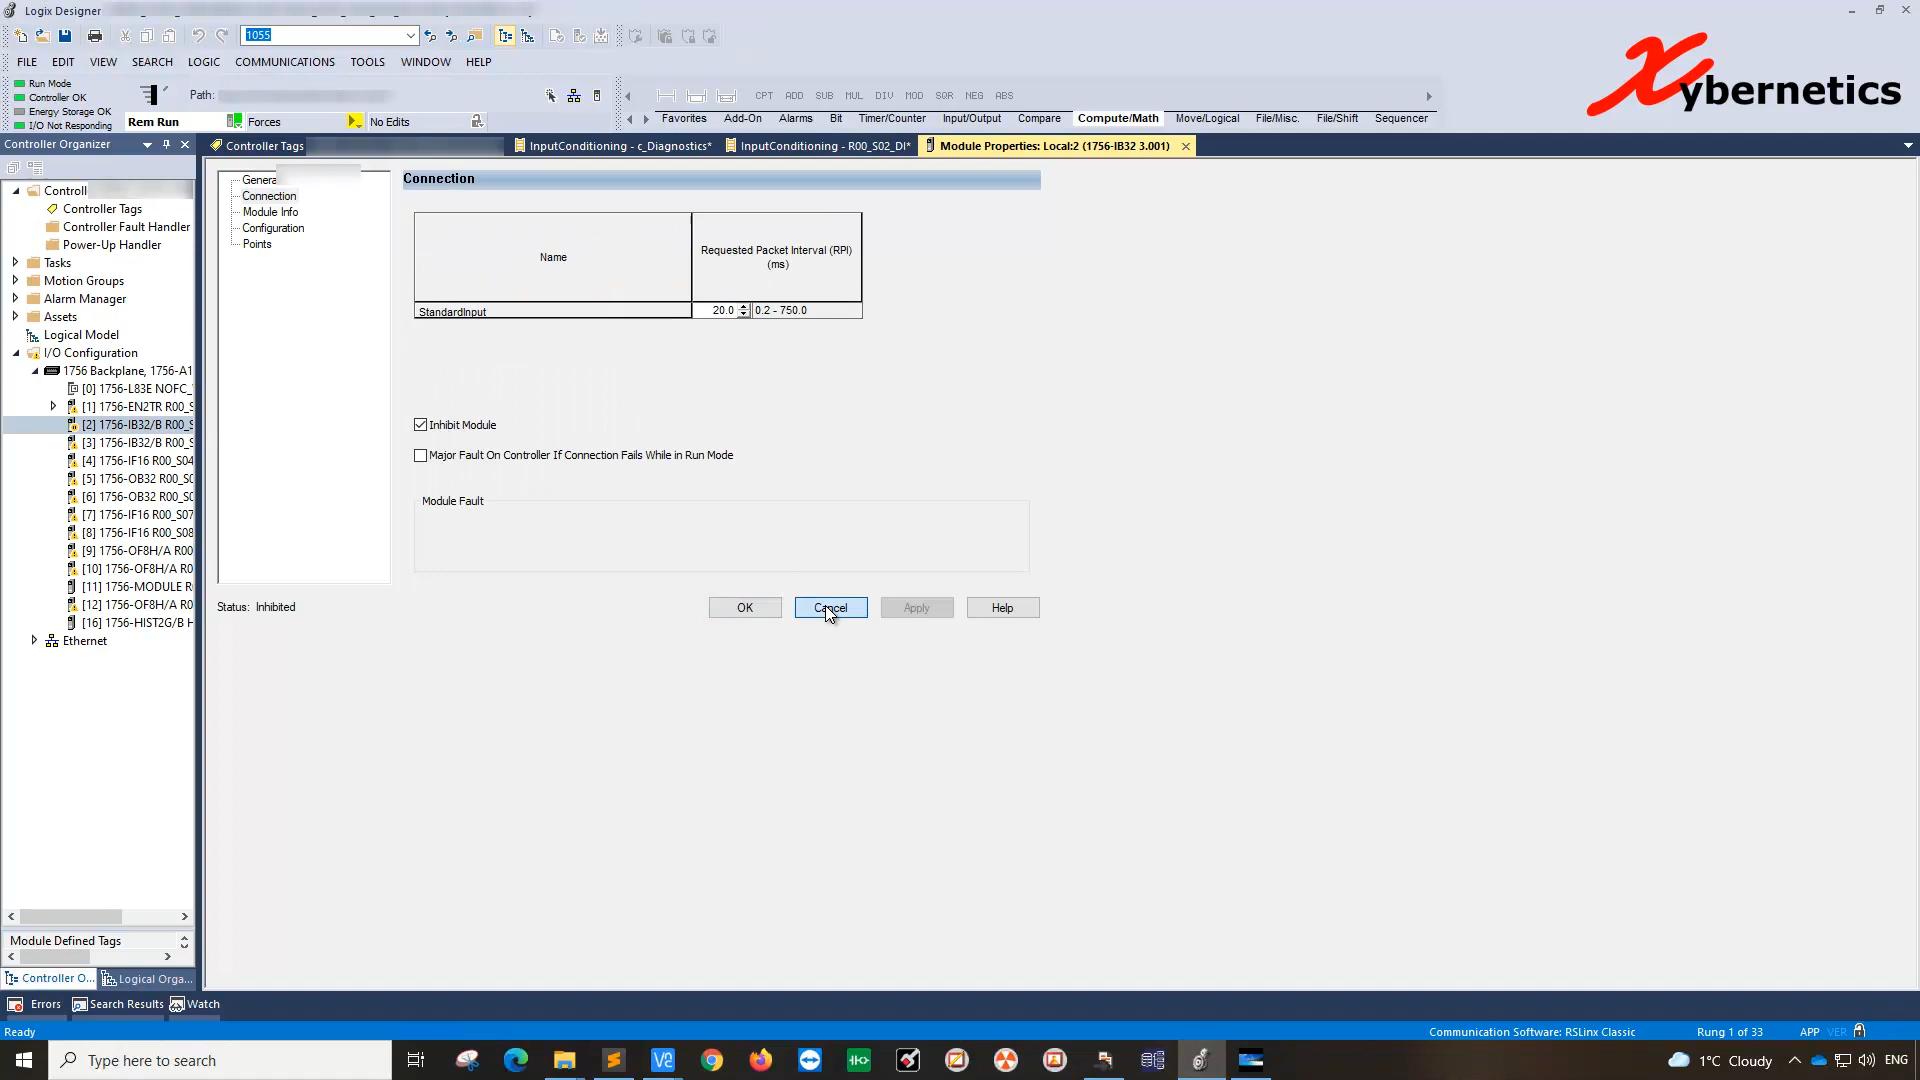 Logix Designer
1055
Xybernetics
FILE EDIT VIEW SEARCH LOGIC COMMUNICATIONS TOOLS WINDOW HELP
Run Mode
Controller OK
Energy Storage OK
I/O Not Responding
Path:
Rem Run Forces No Edits
CPT ADD SUB MUL DIV MOD SQR NEG ABS
Favorites Add-On Alarms Bit Timer/Counter Input/Output Compare Compute/Math Move/Logical File/Misc. File/Shift Sequencer
Controller Organizer
Controller Tags InputConditioning - c_Diagnostics* InputConditioning - R00_S02_DI* Module Properties: Local:2 (1756-IB32 3.001)
Controll
Controller Tags
Controller Fault Handler
Power-Up Handler
Tasks
Motion Groups
Alarm Manager
Assets
Logical Model
I/O Configuration
1756 Backplane, 1756-A1
[0] 1756-L83E NOFC_
[1] 1756-EN2TR R00_S
[2] 1756-IB32/B R00_S
[3] 1756-IB32/B R00_S
[4] 1756-IF16 R00_S04
[5] 1756-OB32 R00_S0
[6] 1756-OB32 R00_S0
[7] 1756-IF16 R00_S07
[8] 1756-IF16 R00_S08
[9] 1756-OF8H/A R00
[10] 1756-OF8H/A R0
[11] 1756-MODULE R
[12] 1756-OF8H/A R0
[16] 1756-HIST2G/B H
Ethernet
Module Defined Tags
Controller O... Logical Orga...
Genera
Connection
Module Info
Configuration
Points
Connection
Name
Requested Packet Interval (RPI)
(ms)
StandardInput 20.0 0.2 - 750.0
Inhibit Module
Major Fault On Controller If Connection Fails While in Run Mode
Module Fault
Status: Inhibited
OK Cancel Apply Help
Errors Search Results Watch
Ready
Communication Software: RSLinx Classic Rung 1 of 33 APP VER
Type here to search
1°C Cloudy ENG